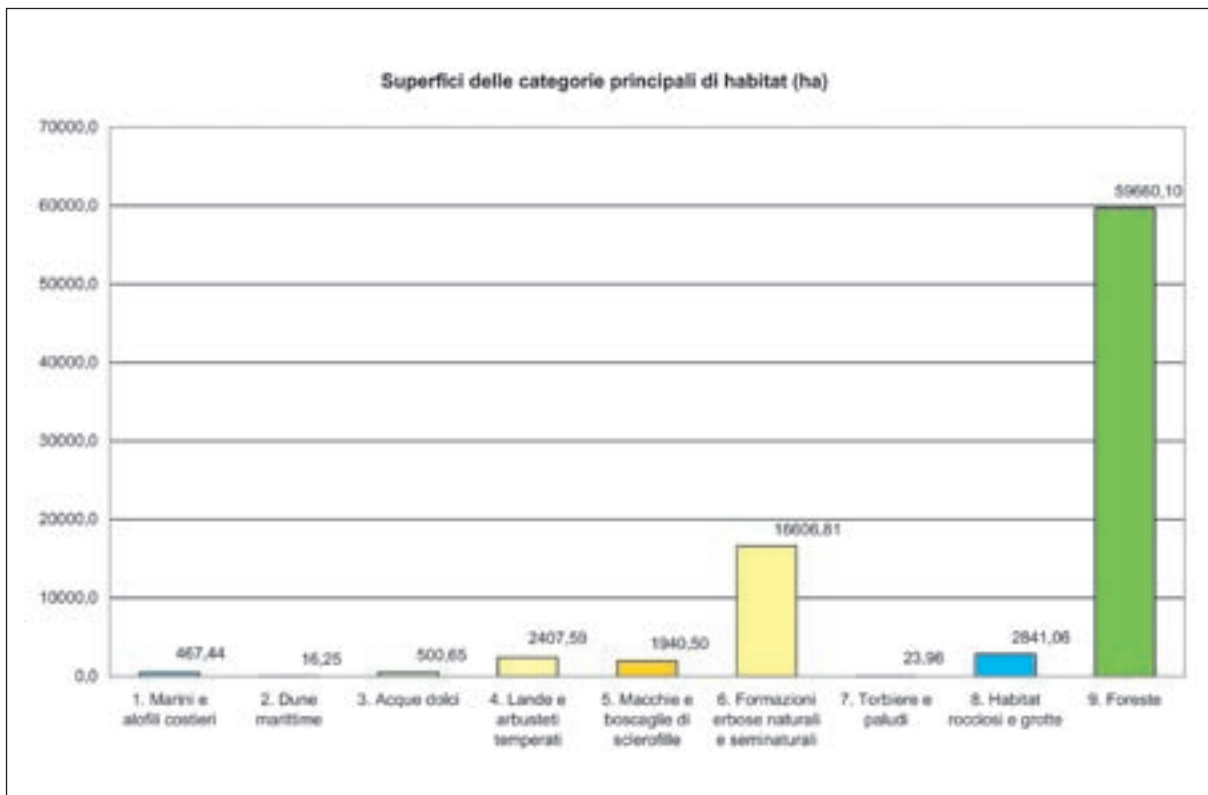 Superfici delle categorie principali di habitat (ha)
70000,0
60000,0
50000,0
40000,0
30000,0
20000,0
10000,0
0,0
467,44
16,25
500,65
2407,59
1940,50
16606,81
23,96
2841,06
59660,10
1. Marini e
alofili costieri
2. Dune
marittime
3. Acque dolci
4. Lande e
arbusteti
temperati
5. Macchie e
boscaglie di
sclerofille
6. Formazioni
erbose naturali
e seminaturali
7. Torbiere e
paludi
8. Habitat
rocciosi e grotte
9. Foreste